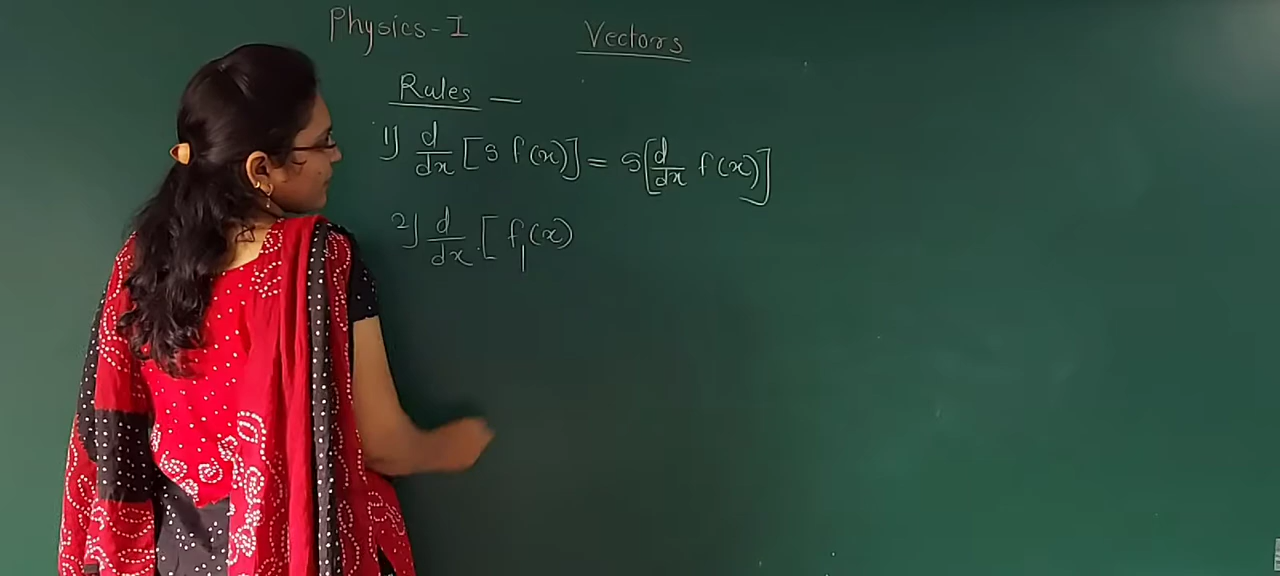 Physics-I Vectors
Rules —
1) d/dx [s f(x)] = s[d/dx f(x)]
2) d/dx [f₁(x)